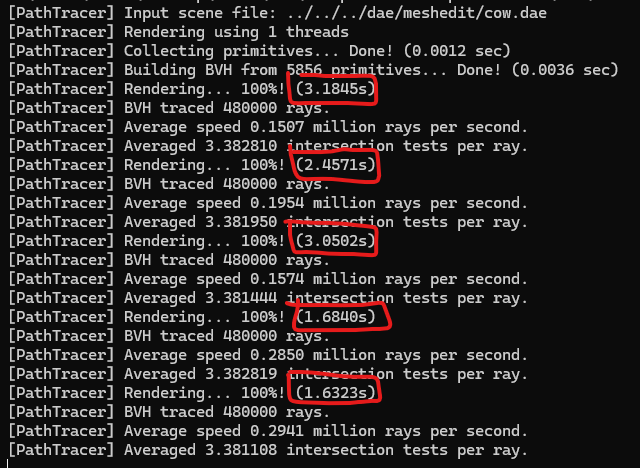 [PathTracer] Input scene file: ../../../dae/meshedit/cow.dae
[PathTracer] Rendering using 1 threads
[PathTracer] Collecting primitives... Done! (0.0012 sec)
[PathTracer] Building BVH from 5856 primitives... Done! (0.0036 sec)
[PathTracer] Rendering... 100%! (3.1845s)
[PathTracer] BVH traced 480000 rays.
[PathTracer] Average speed 0.1507 million rays per second.
[PathTracer] Averaged 3.382810 intersection tests per ray.
[PathTracer] Rendering... 100%! (2.4571s)
[PathTracer] BVH traced 480000 rays.
[PathTracer] Average speed 0.1954 million rays per second.
[PathTracer] Averaged 3.381950 intersection tests per ray.
[PathTracer] Rendering... 100%! (3.0502s)
[PathTracer] BVH traced 480000 rays.
[PathTracer] Average speed 0.1574 million rays per second.
[PathTracer] Averaged 3.381444 intersection tests per ray.
[PathTracer] Rendering... 100%! (1.6840s)
[PathTracer] BVH traced 480000 rays.
[PathTracer] Average speed 0.2850 million rays per second.
[PathTracer] Averaged 3.382819 intersection tests per ray.
[PathTracer] Rendering... 100%! (1.6323s)
[PathTracer] BVH traced 480000 rays.
[PathTracer] Average speed 0.2941 million rays per second.
[PathTracer] Averaged 3.381108 intersection tests per ray.